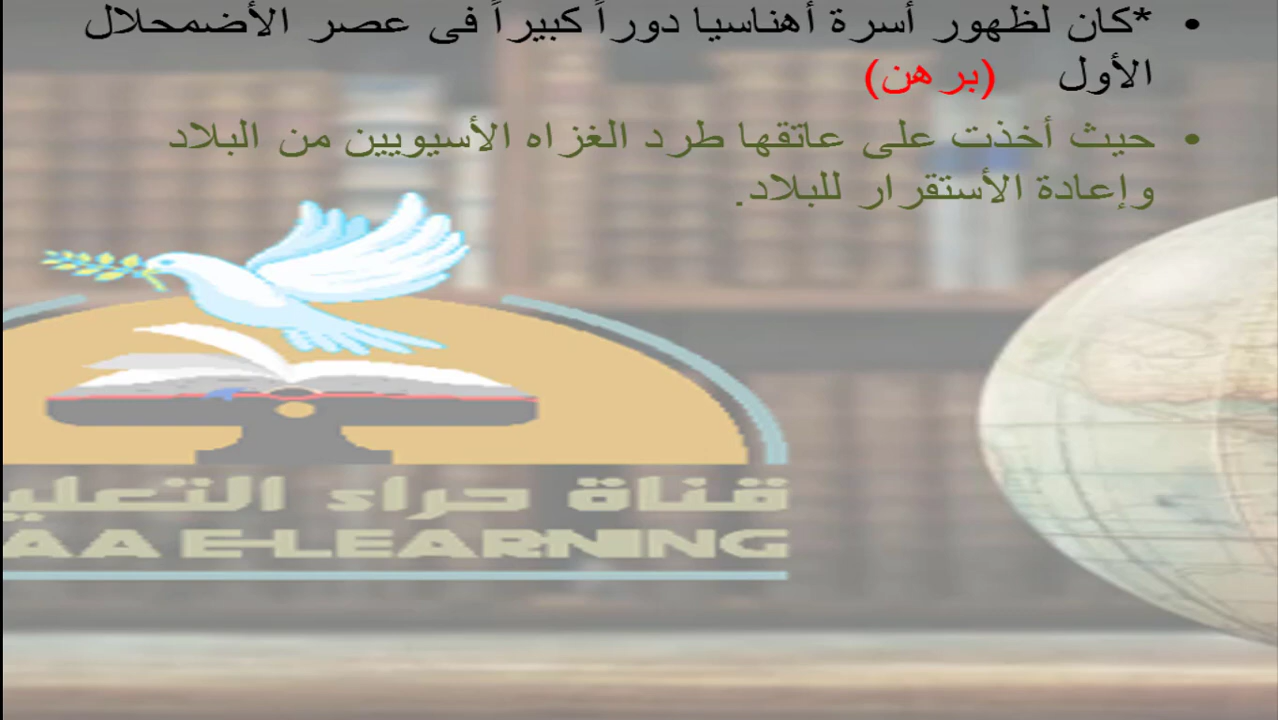 • *كان لظهور أسرة أهناسيا دوراً كبيراً فى عصر الأضمحلال
الأول (برهن)
• حيث أخذت على عاتقها طرد الغزاه الأسيويين من البلاد
وإعادة الأستقرار للبلاد.
قناة حراء التعلي
AA E-LEARNING